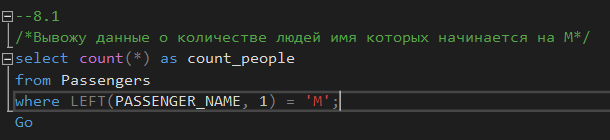 --8.1
/*Вывожу данные о количестве людей имя которых начинается на М*/
select count(*) as count_people
from Passengers
where LEFT(PASSENGER_NAME, 1) = 'М';
Go